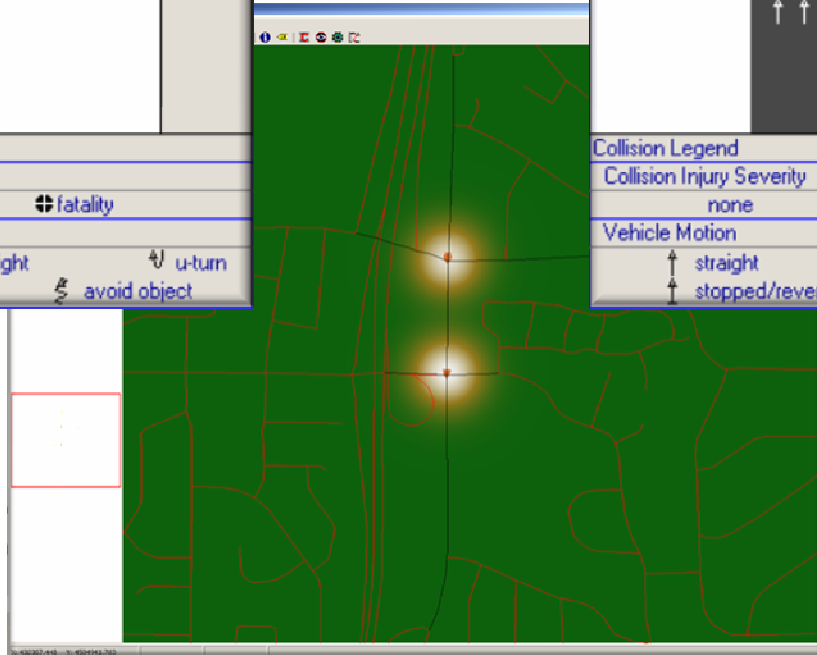 fatality
ght u-turn
avoid object
Collision Legend
Collision Injury Severity
none
Vehicle Motion
straight
stopped/rever